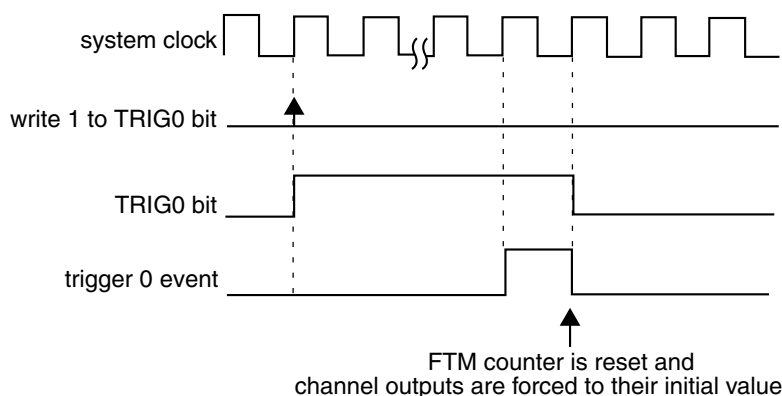 system clock
write 1 to TRIG0 bit
TRIG0 bit
trigger 0 event
FTM counter is reset and
channel outputs are forced to their initial value